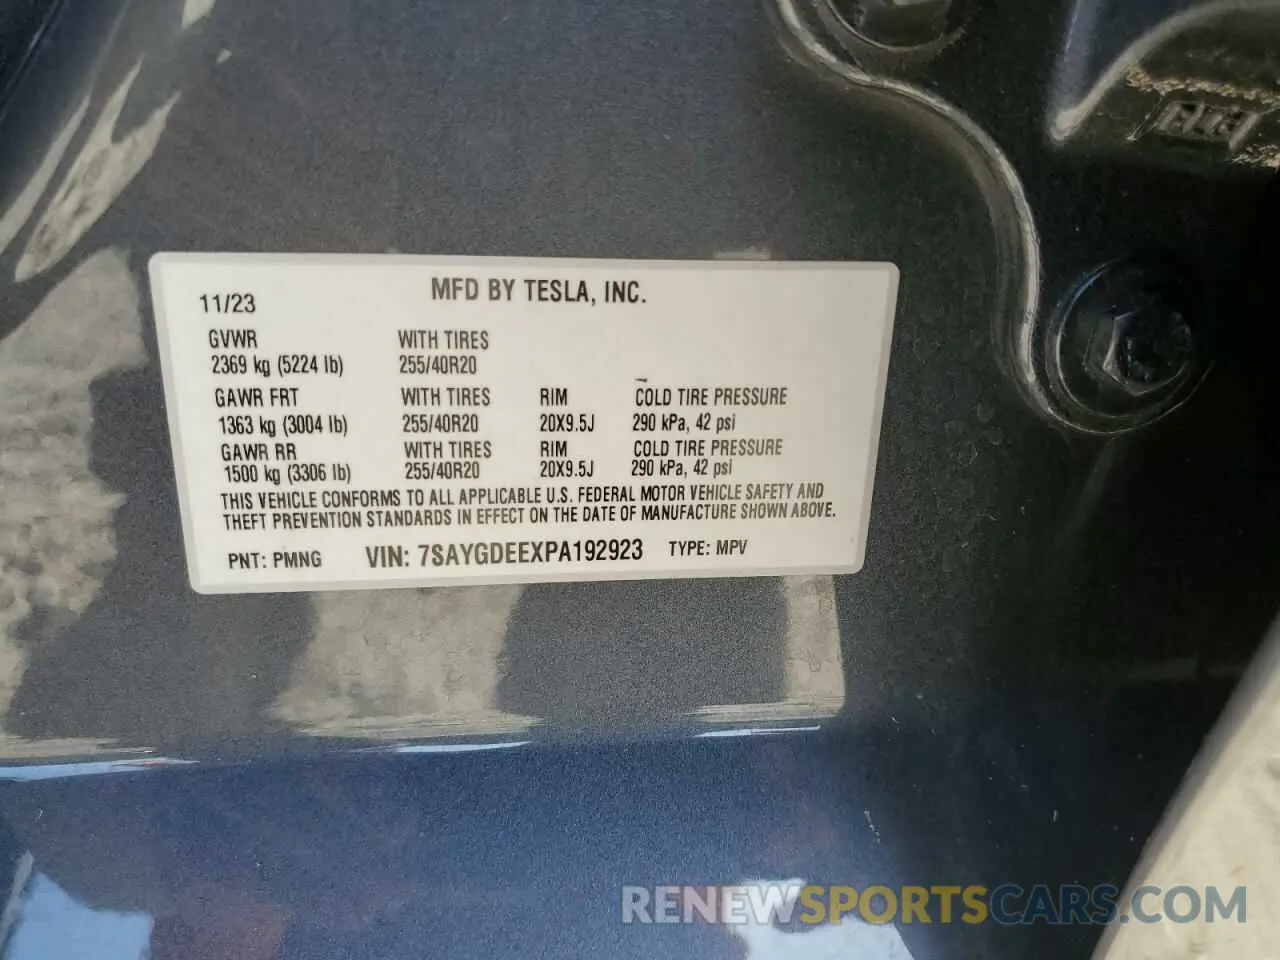 11/23 MFD BY TESLA, INC.
GVWR WITH TIRES
2369 kg (5224 lb) 255/40R20
GAWR FRT WITH TIRES RIM COLD TIRE PRESSURE
1363 kg (3004 lb) 255/40R20 20X9.5J 290 kPa, 42 psi
GAWR RR WITH TIRES RIM COLD TIRE PRESSURE
1500 kg (3306 lb) 255/40R20 20X9.5J 290 kPa, 42 psi
THIS VEHICLE CONFORMS TO ALL APPLICABLE U.S. FEDERAL MOTOR VEHICLE SAFETY AND
THEFT PREVENTION STANDARDS IN EFFECT ON THE DATE OF MANUFACTURE SHOWN ABOVE.
PNT: PMNG VIN: 7SAYGDEEXPA192923 TYPE: MPV
RENEWSPORTSCARS.COM